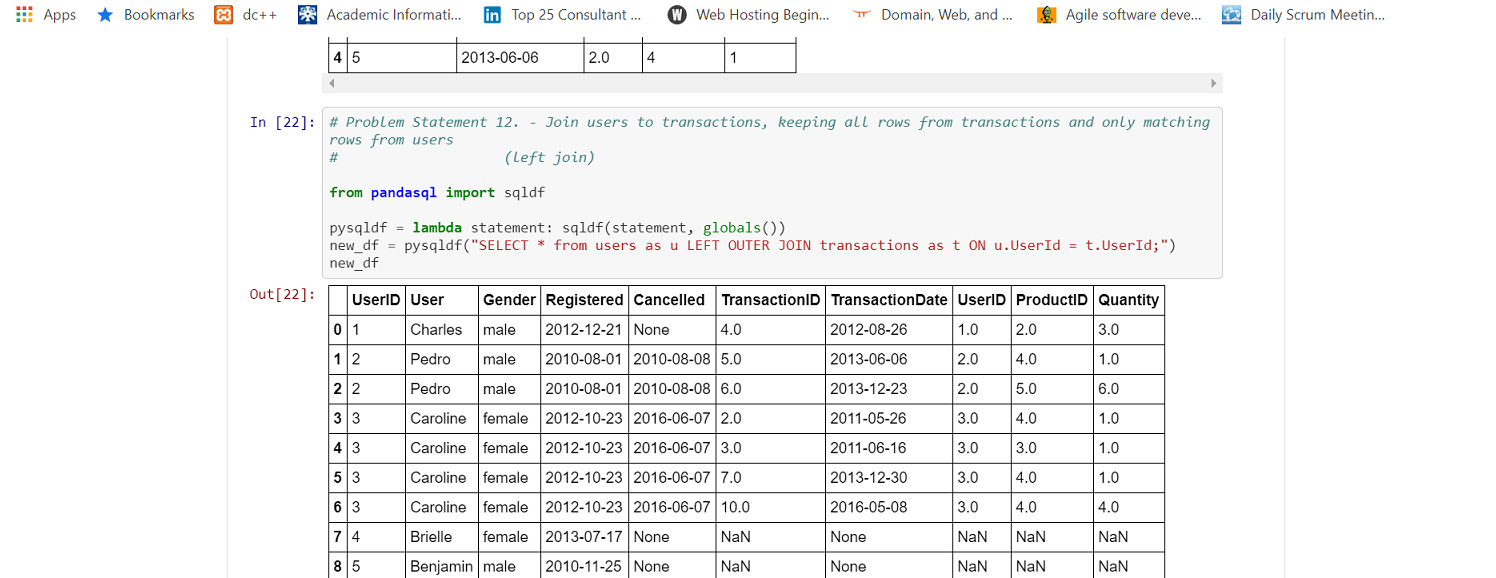 Apps Bookmarks dc++ Academic Informati... Top 25 Consultant ... Web Hosting Begin... Domain, Web, and ... Agile software deve... Daily Scrum Meetin...
4 5 2013-06-06 2.0 4 1
In [22]: # Problem Statement 12. - Join users to transactions, keeping all rows from transactions and only matching
rows from users
# (left join)
from pandasql import sqldf
pysqldf = lambda statement: sqldf(statement, globals())
new_df = pysqldf("SELECT * from users as u LEFT OUTER JOIN transactions as t ON u.UserId = t.UserId;")
new_df
Out[22]:
UserID User Gender Registered Cancelled TransactionID TransactionDate UserID ProductID Quantity
0 1 Charles male 2012-12-21 None 4.0 2012-08-26 1.0 2.0 3.0
1 2 Pedro male 2010-08-01 2010-08-08 5.0 2013-06-06 2.0 4.0 1.0
2 2 Pedro male 2010-08-01 2010-08-08 6.0 2013-12-23 2.0 5.0 6.0
3 3 Caroline female 2012-10-23 2016-06-07 2.0 2011-05-26 3.0 4.0 1.0
4 3 Caroline female 2012-10-23 2016-06-07 3.0 2011-06-16 3.0 3.0 1.0
5 3 Caroline female 2012-10-23 2016-06-07 7.0 2013-12-30 3.0 4.0 1.0
6 3 Caroline female 2012-10-23 2016-06-07 10.0 2016-05-08 3.0 4.0 4.0
7 4 Brielle female 2013-07-17 None NaN None NaN NaN NaN
8 5 Benjamin male 2010-11-25 None NaN None NaN NaN NaN